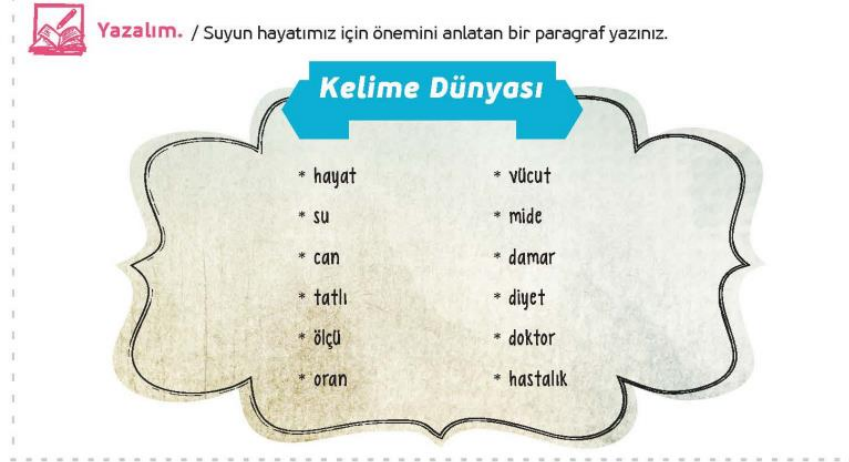 Yazalım. / Suyun hayatımız için önemini anlatan bir paragraf yazınız.
Kelime Dünyası
* hayat
* su
* can
* tatlı
* ölçü
* oran
* vücut
* mide
* damar
* diyet
* doktor
* hastalık